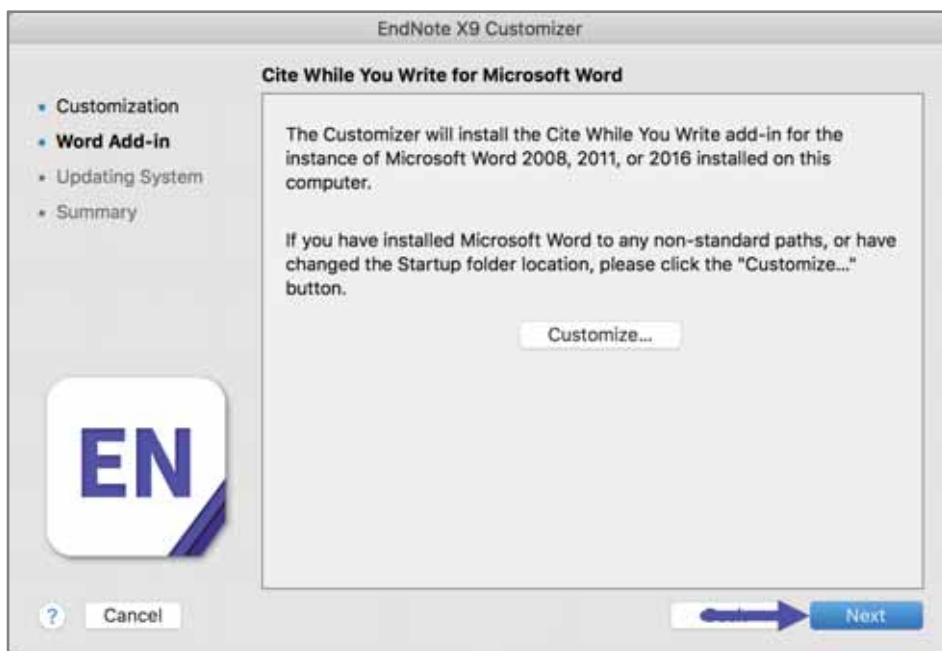 EndNote X9 Customizer
Cite While You Write for Microsoft Word
Customization
Word Add-in
Updating System
Summary
The Customizer will install the Cite While You Write add-in for the
instance of Microsoft Word 2008, 2011, or 2016 installed on this
computer.
If you have installed Microsoft Word to any non-standard paths, or have
changed the Startup folder location, please click the "Customize..."
button.
Customize...
EN
?
Cancel
Next